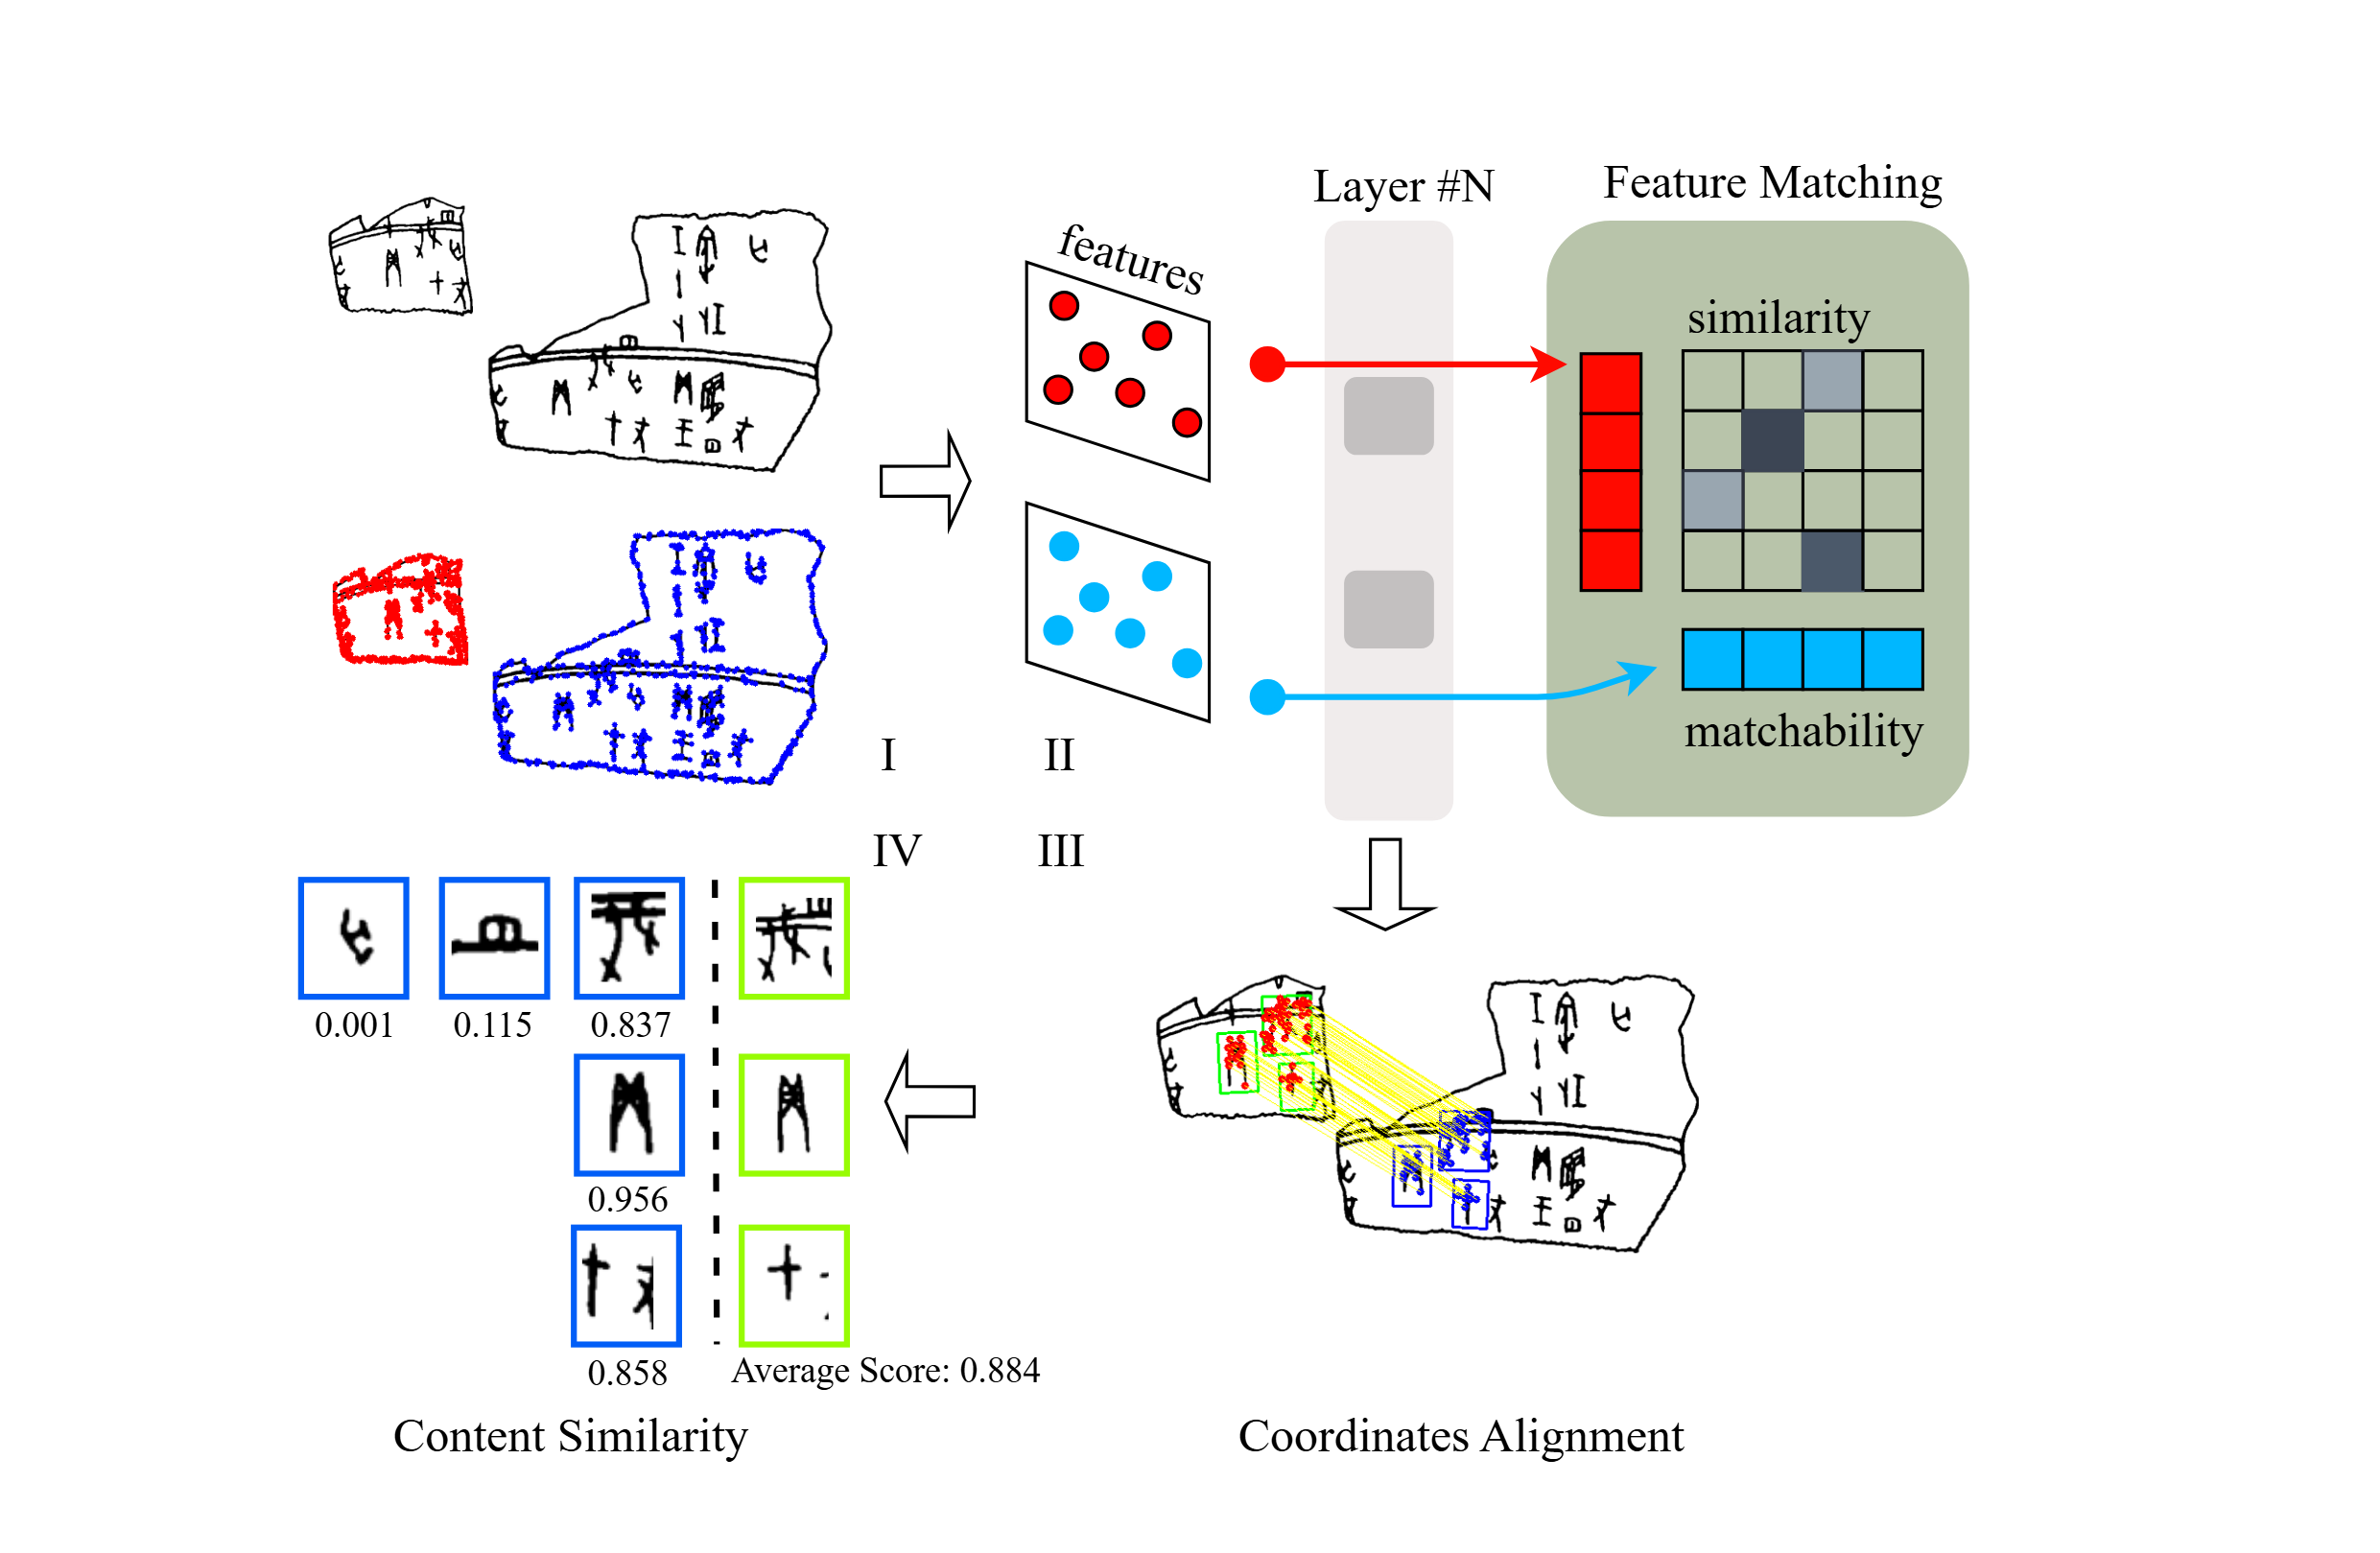 Layer #N
Feature Matching
features
similarity
matchability
I
II
IV
III
0.001
0.115
0.837
0.956
0.858
Average Score: 0.884
Content Similarity
Coordinates Alignment